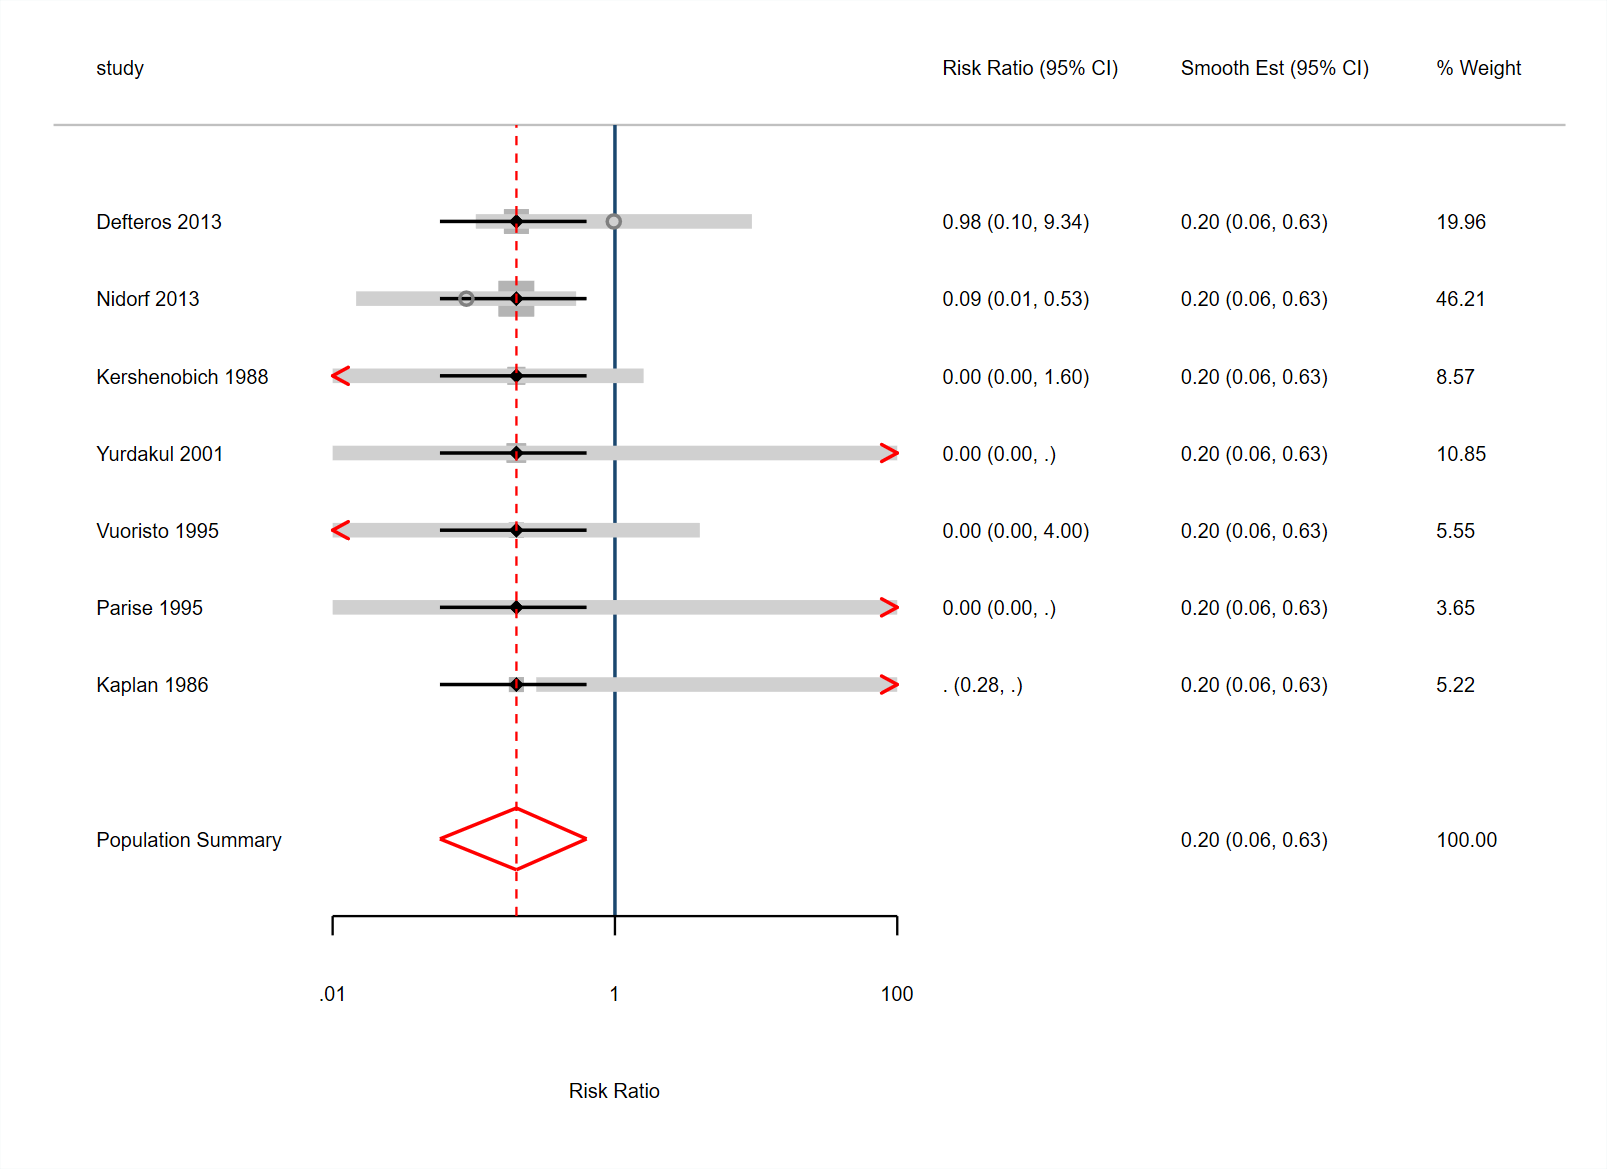 study Risk Ratio (95% CI) Smooth Est (95% CI) % Weight
Defteros 2013 0.98 (0.10, 9.34) 0.20 (0.06, 0.63) 19.96
Nidorf 2013 0.09 (0.01, 0.53) 0.20 (0.06, 0.63) 46.21
Kershenobich 1988 0.00 (0.00, 1.60) 0.20 (0.06, 0.63) 8.57
Yurdakul 2001 0.00 (0.00, .) 0.20 (0.06, 0.63) 10.85
Vuoristo 1995 0.00 (0.00, 4.00) 0.20 (0.06, 0.63) 5.55
Parise 1995 0.00 (0.00, .) 0.20 (0.06, 0.63) 3.65
Kaplan 1986 . (0.28, .) 0.20 (0.06, 0.63) 5.22
Population Summary 0.20 (0.06, 0.63) 100.00
.01 1 100
Risk Ratio